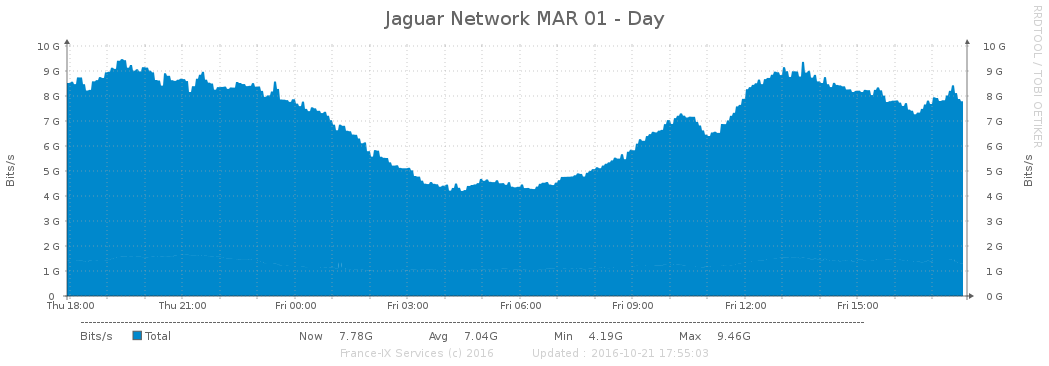 Jaguar Network MAR 01 - Day
RRDTOOL / TOBI OETIKER
Bits/s
10 G
9 G
8 G
7 G
6 G
5 G
4 G
3 G
2 G
1 G
0
10 G
9 G
8 G
7 G
6 G
5 G
4 G
3 G
2 G
1 G
0 G
Bits/s
Thu 18:00 Thu 21:00 Fri 00:00 Fri 03:00 Fri 06:00 Fri 09:00 Fri 12:00 Fri 15:00
Bits/s Total Now 7.78G Avg 7.04G Min 4.19G Max 9.46G
France-IX Services (c) 2016 Updated : 2016-10-21 17:55:03